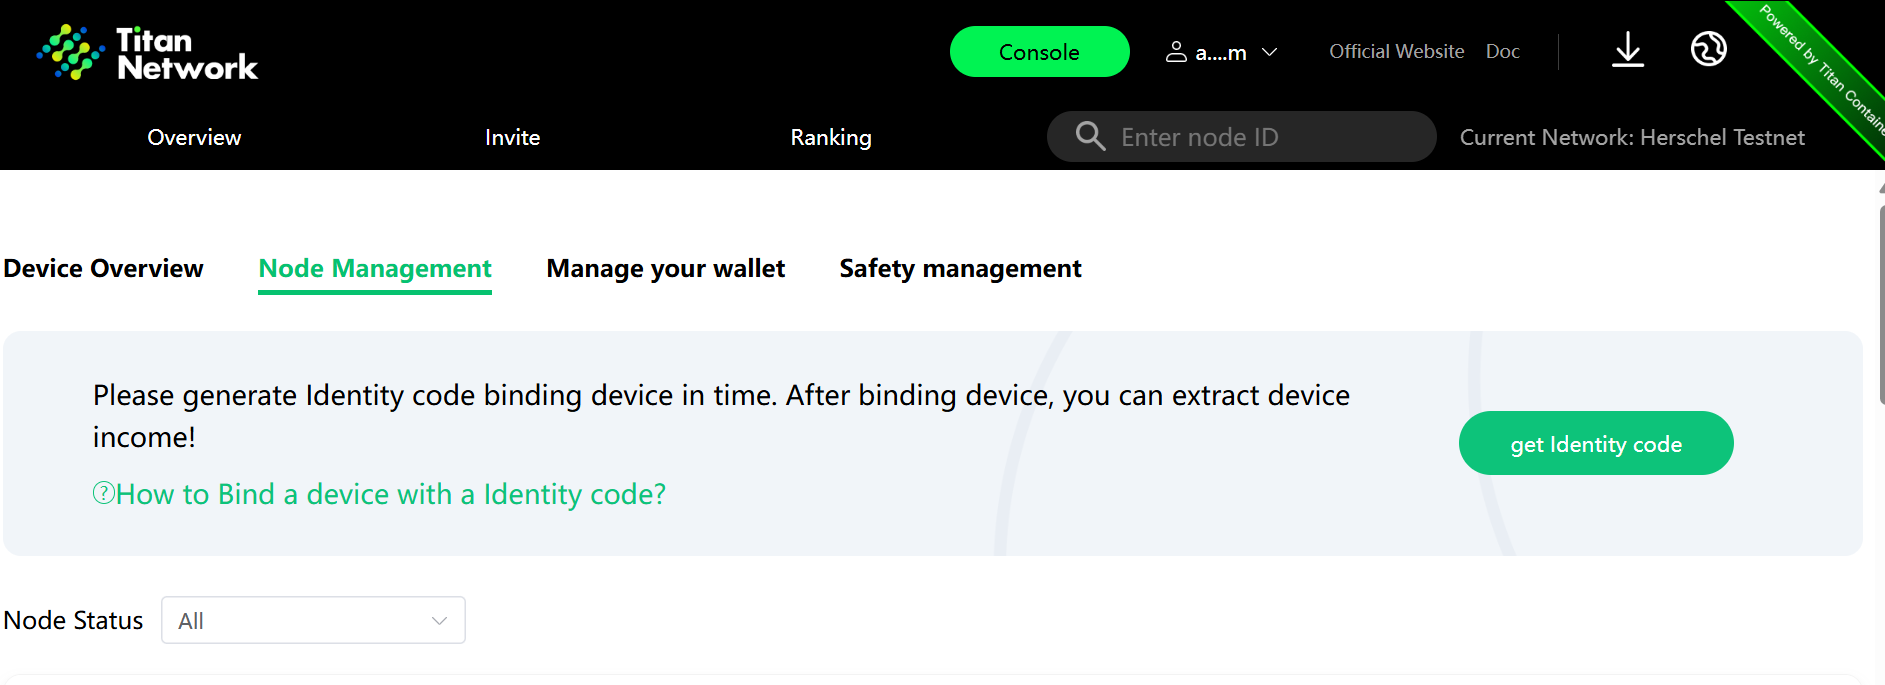 Titan
Network
Console
a....m
Official Website
Doc
Powered by Titan Containe
Overview
Invite
Ranking
Enter node ID
Current Network: Herschel Testnet
Device Overview
Node Management
Manage your wallet
Safety management
Please generate Identity code binding device in time. After binding device, you can extract device
income!
get Identity code
?How to Bind a device with a Identity code?
Node Status
All